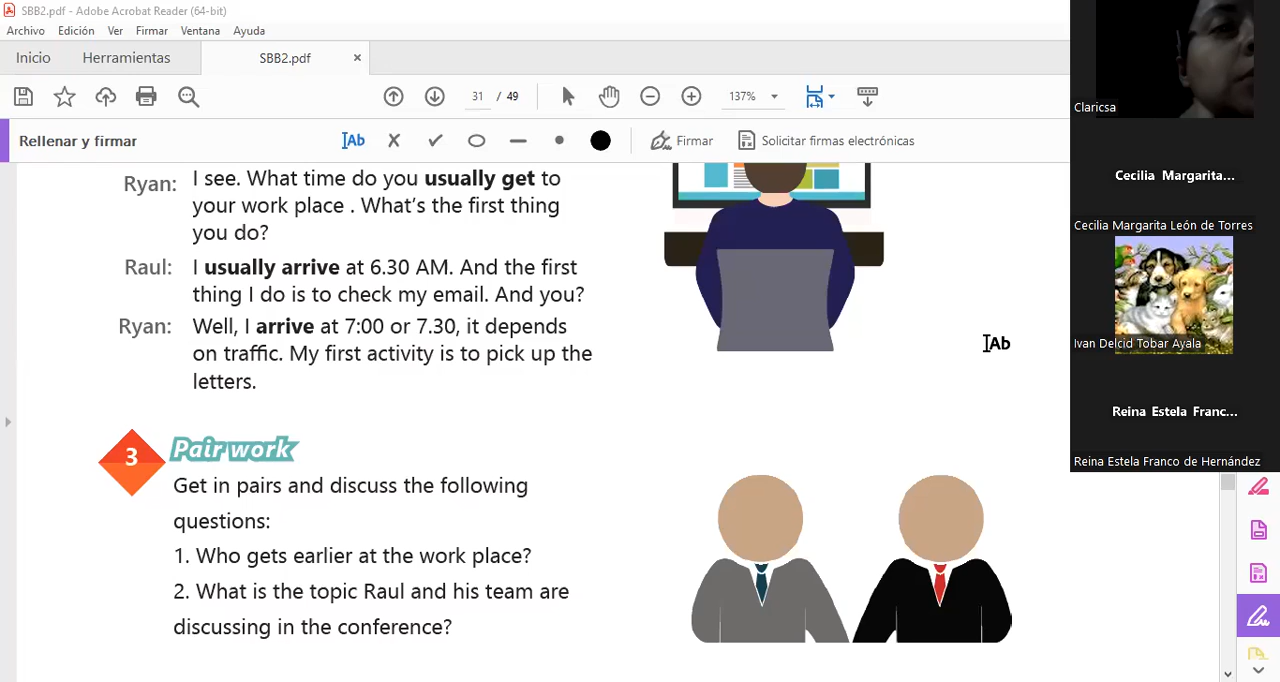 SBB2.pdf - Adobe Acrobat Reader (64-bit)
Archivo Edición Ver Firmar Ventana Ayuda
Inicio Herramientas SBB2.pdf ×
31 / 49 137%
Rellenar y firmar Ab Firmar Solicitar firmas electrónicas
Ryan: I see. What time do you usually get to
your work place . What's the first thing
you do?
Raul: I usually arrive at 6.30 AM. And the first
thing I do is to check my email. And you?
Ryan: Well, I arrive at 7:00 or 7.30, it depends
on traffic. My first activity is to pick up the
letters.
Ab
3 Pair work
Get in pairs and discuss the following
questions:
1. Who gets earlier at the work place?
2. What is the topic Raul and his team are
discussing in the conference?
Claricsa
Cecilia Margarita...
Cecilia Margarita León de Torres
Ivan Delcid Tobar Ayala
Reina Estela Franc...
Reina Estela Franco de Hernández